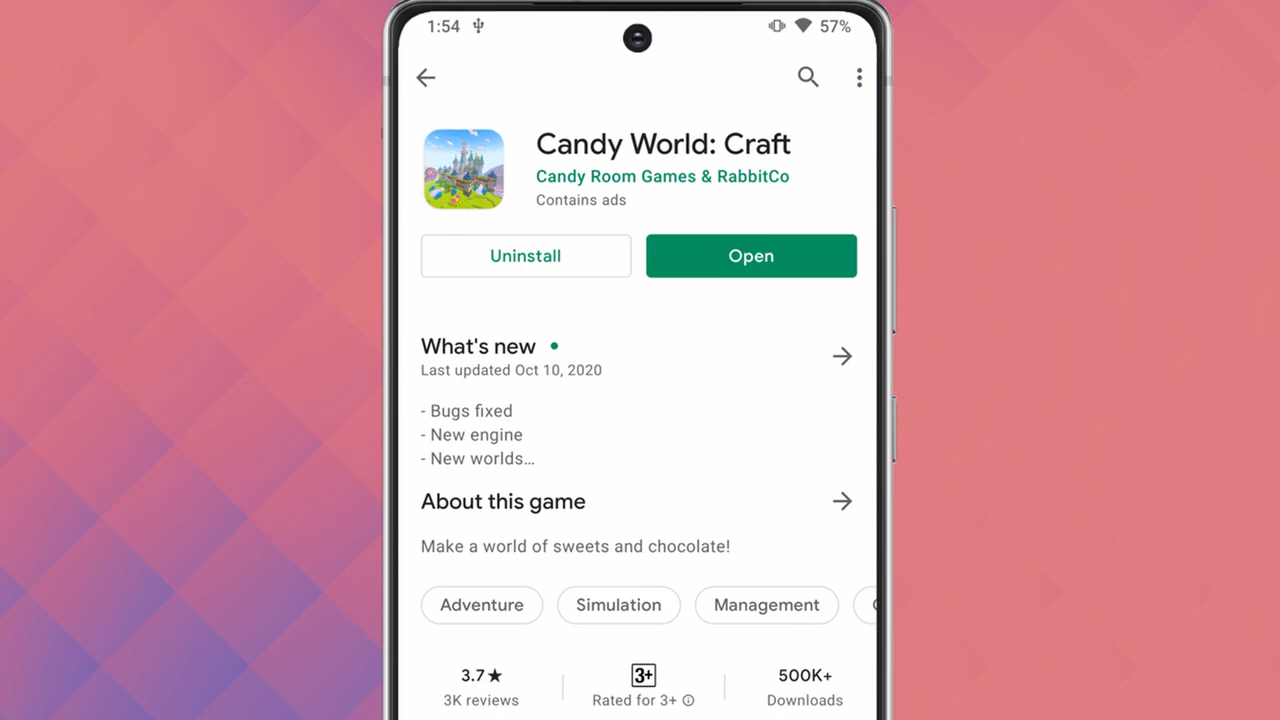 1:54 57%
Candy World: Craft
Candy Room Games & RabbitCo
Contains ads
Uninstall Open
What's new
Last updated Oct 10, 2020
- Bugs fixed
- New engine
- New worlds…
About this game
Make a world of sweets and chocolate!
Adventure Simulation Management
3.7★ 3+ 500K+
3K reviews Rated for 3+ Downloads